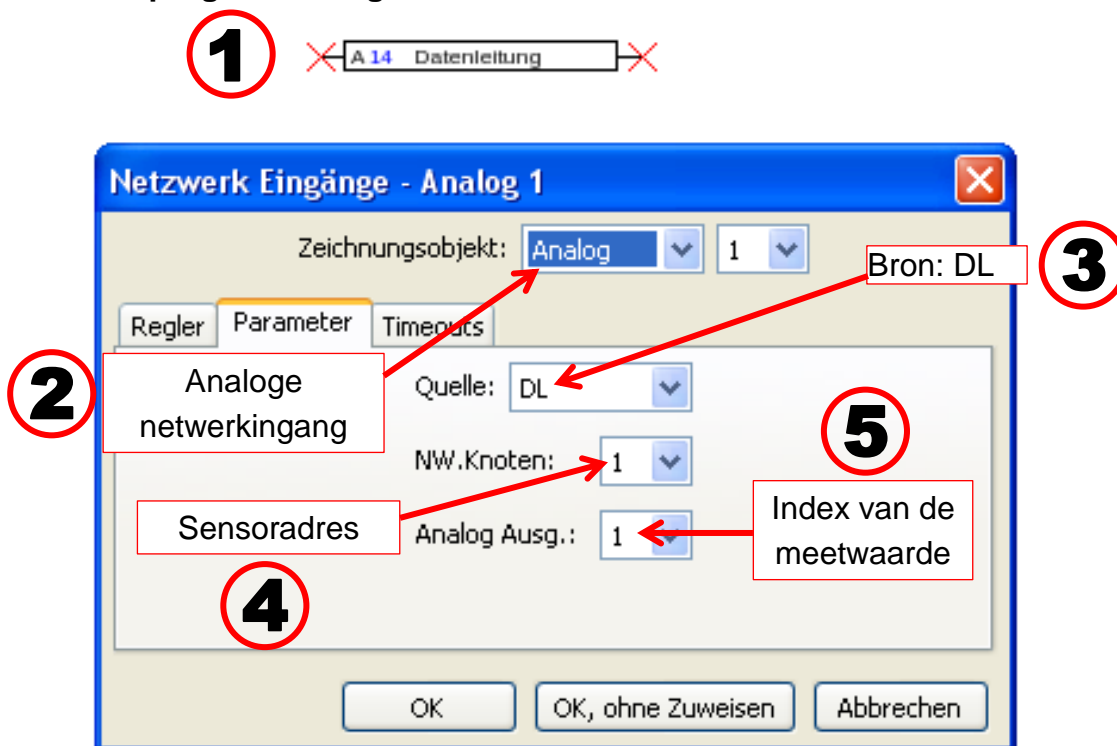 1
A 14 Datenleitung
Netzwerk Eingänge - Analog 1
Zeichnungsobjekt: Analog 1
Bron: DL
3
Regler Parameter Timeouts
2
Analoge
netwerkingang
Quelle: DL
5
NW.Knoten: 1
Sensoradres
Analog Ausg.: 1
Index van de
meetwaarde
4
OK OK, ohne Zuweisen Abbrechen